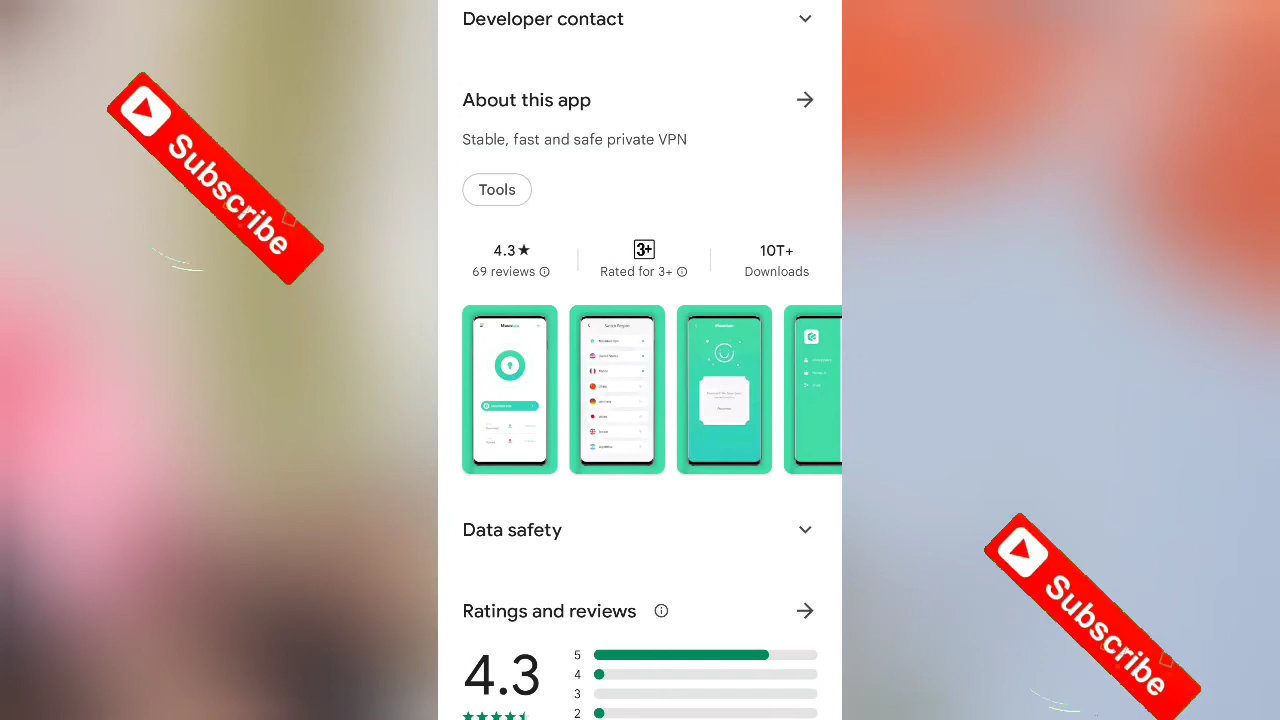 Developer contact
About this app
Stable, fast and safe private VPN
Tools
4.3★
69 reviews
3+
Rated for 3+
10T+
Downloads
Data safety
Ratings and reviews
4.3
5
4
3
2
Subscribe
Subscribe